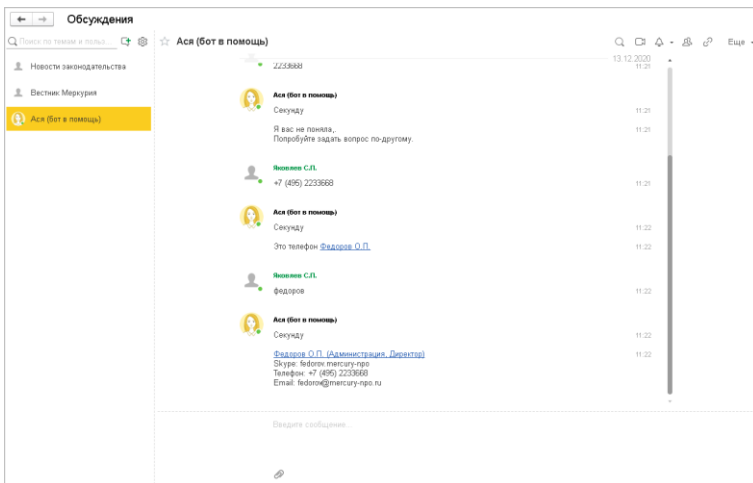 Обсуждения
Поиск по темам и польз...
Ася (бот в помощь)
Еще
Новости законодательства
Вестник Меркурия
Ася (бот в помощь)
13.12.2020
2233668
11:21
Ася (бот в помощь)
Секунду
11:21
Я вас не поняла,.
11:21
Попробуйте задать вопрос по-другому.
Яковлев С.П.
+7 (495) 2233668
11:21
Ася (бот в помощь)
Секунду
11:22
Это телефон Федоров О.П.
11:22
Яковлев С.П.
федоров
11:22
Ася (бот в помощь)
Секунду
11:22
Федоров О.П. (Администрация, Директор)
11:22
Skype: fedorov.mercury-npo
Телефон: +7 (495) 2233668
Email: fedorov@mercury-npo.ru
Введите сообщение...